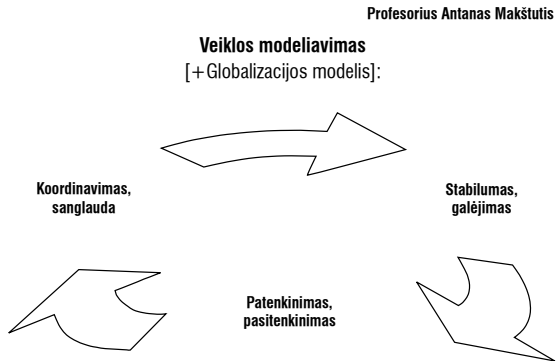 Profesorius Antanas Makštutis
Veiklos modeliavimas
[+Globalizacijos modelis]:
Koordinavimas,
sanglauda
Stabilumas,
galėjimas
Patenkinimas,
pasitenkinimas